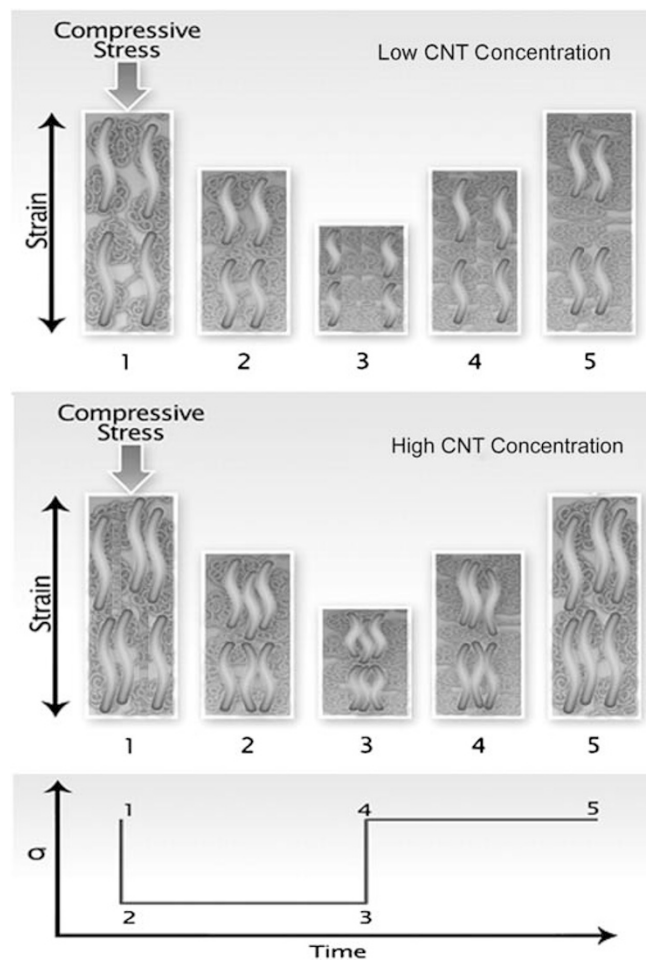 Compressive
Stress
Low CNT Concentration
Strain
1 2 3 4 5
Compressive
Stress
High CNT Concentration
Strain
1 2 3 4 5
1 4 5
σ
2 3
Time